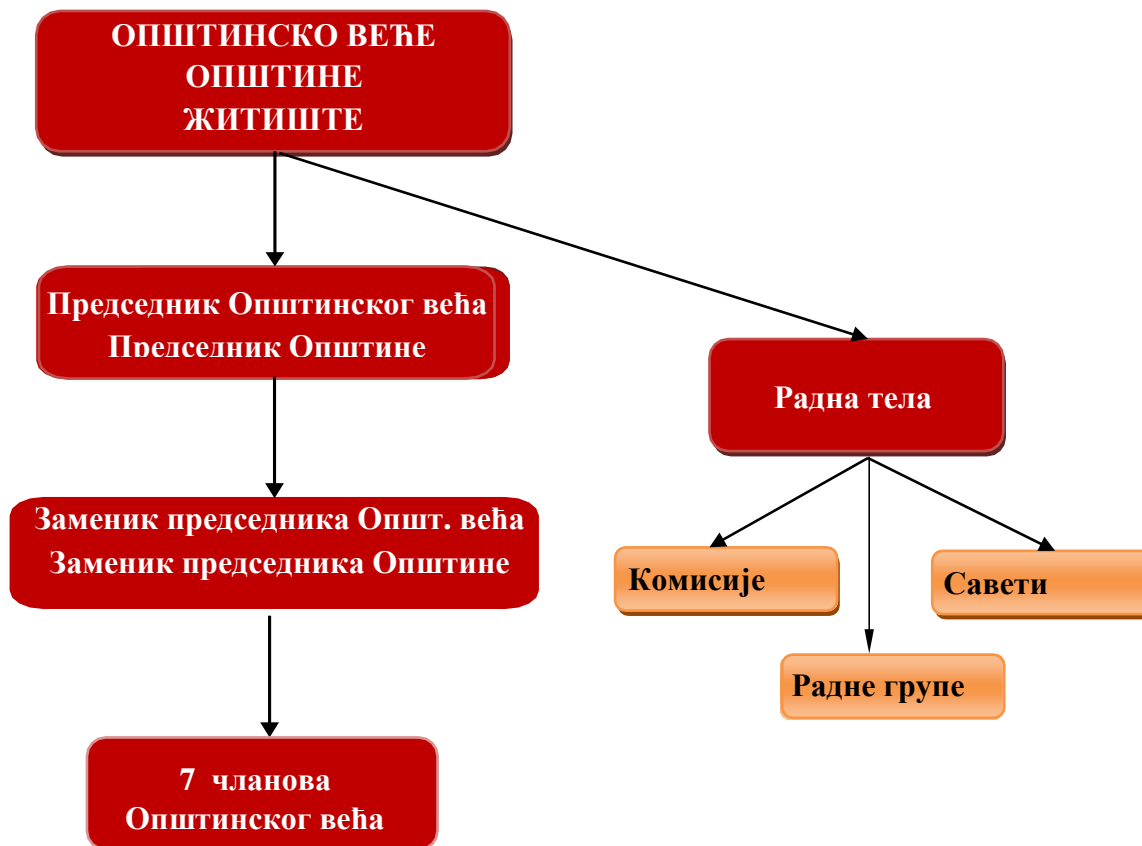 ОПШТИНСКО ВЕЋЕ
ОПШТИНЕ
ЖИТИШТЕ
Председник Општинског већа
Председник Општине
Радна тела
Заменик председника Општ. већа
Заменик председника Општине
Комисије
Савети
Радне групе
7 чланова
Општинског већа